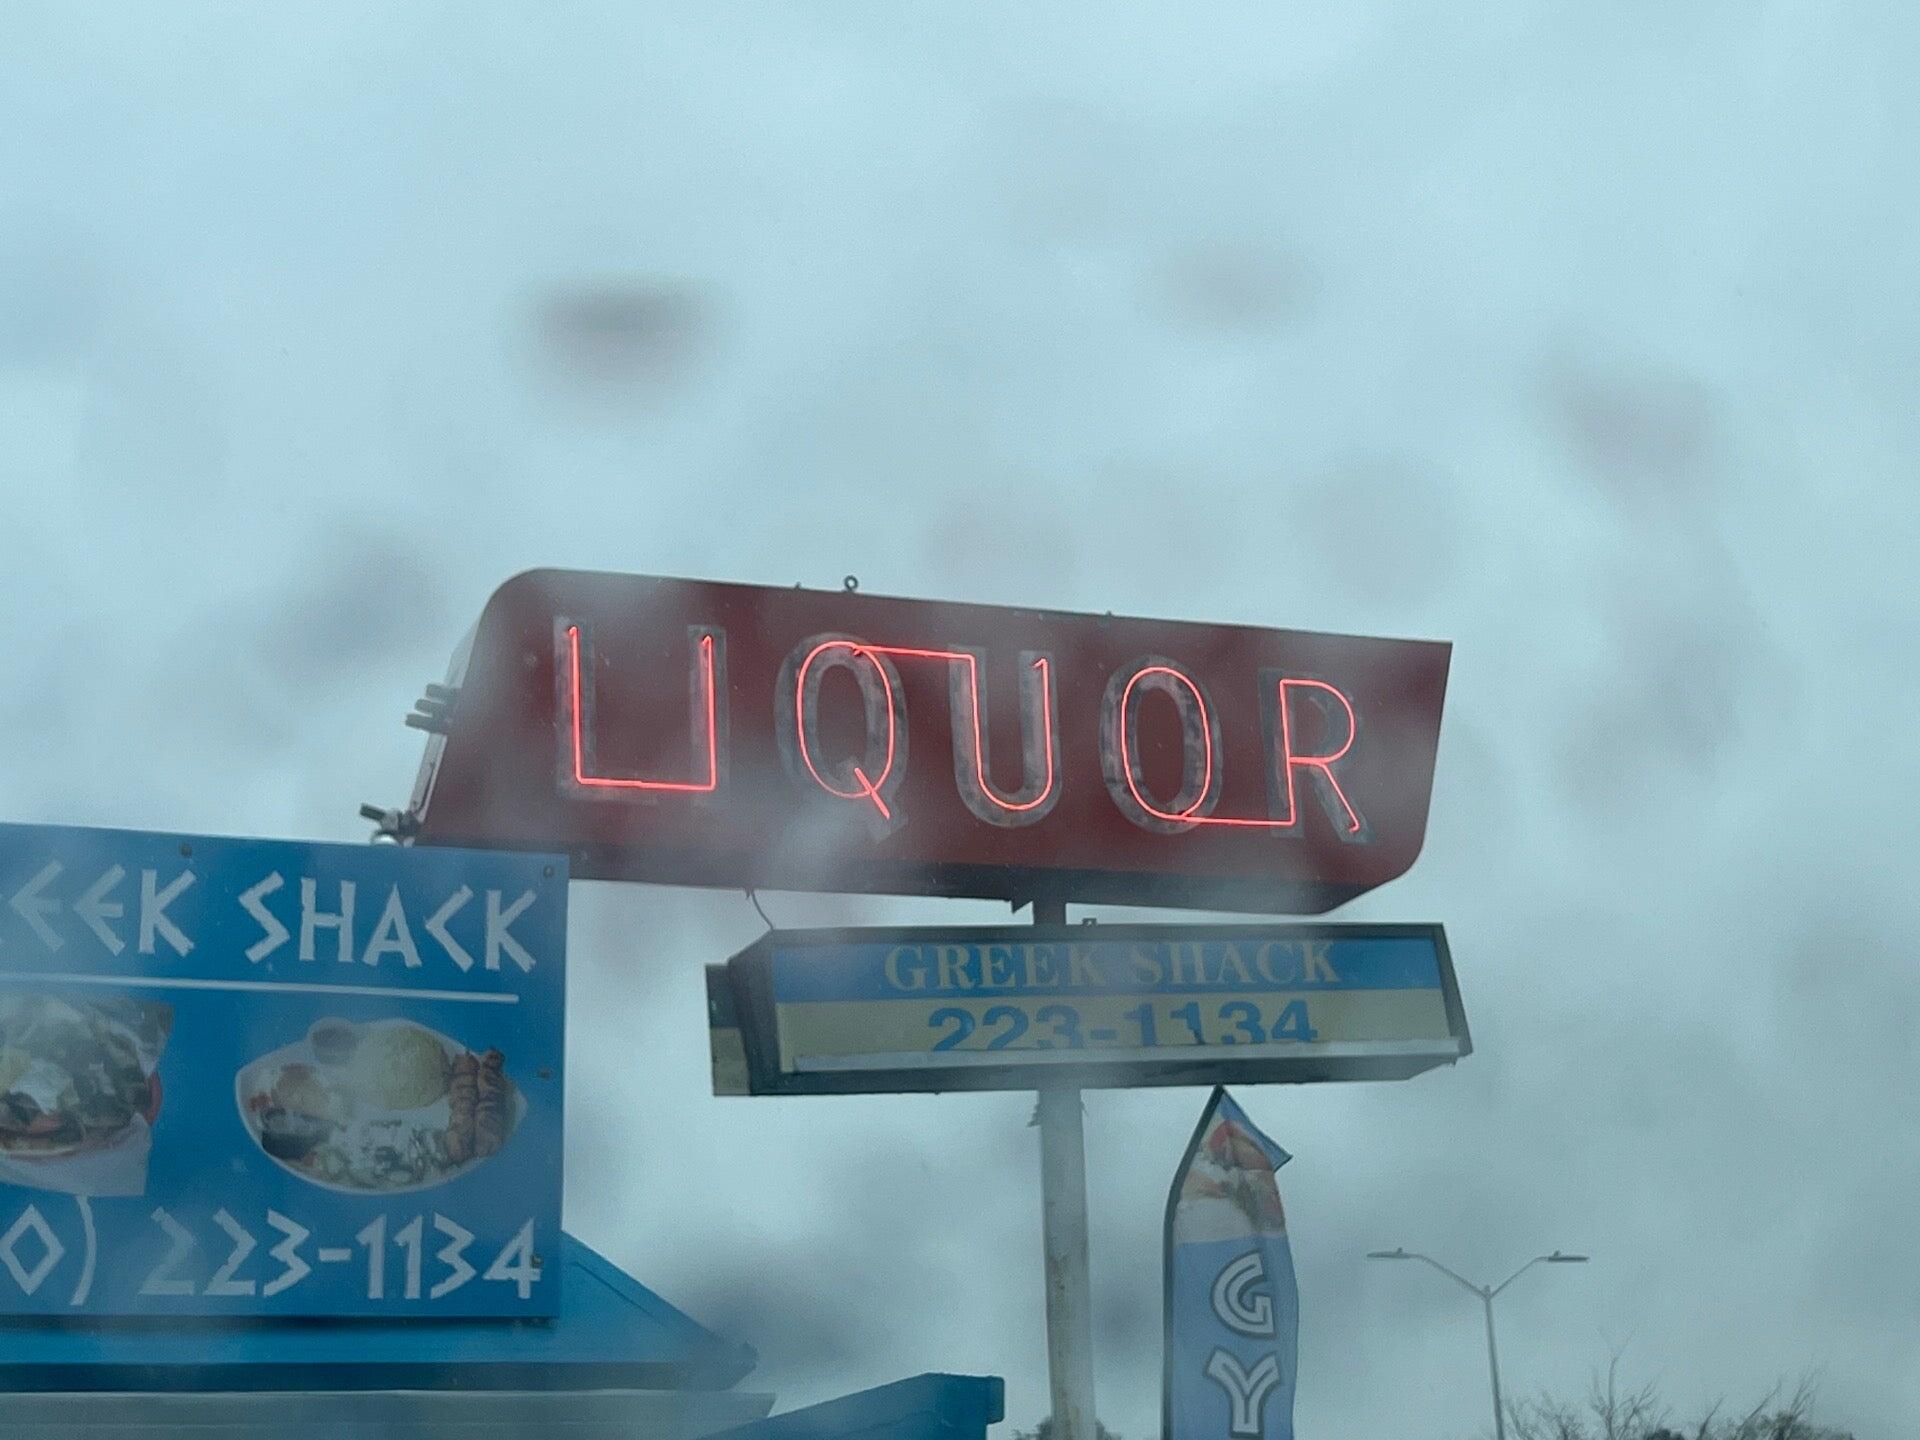 LIQUOR
GREEK SHACK
223-1134
EEK SHACK
0) 223-1134
GY